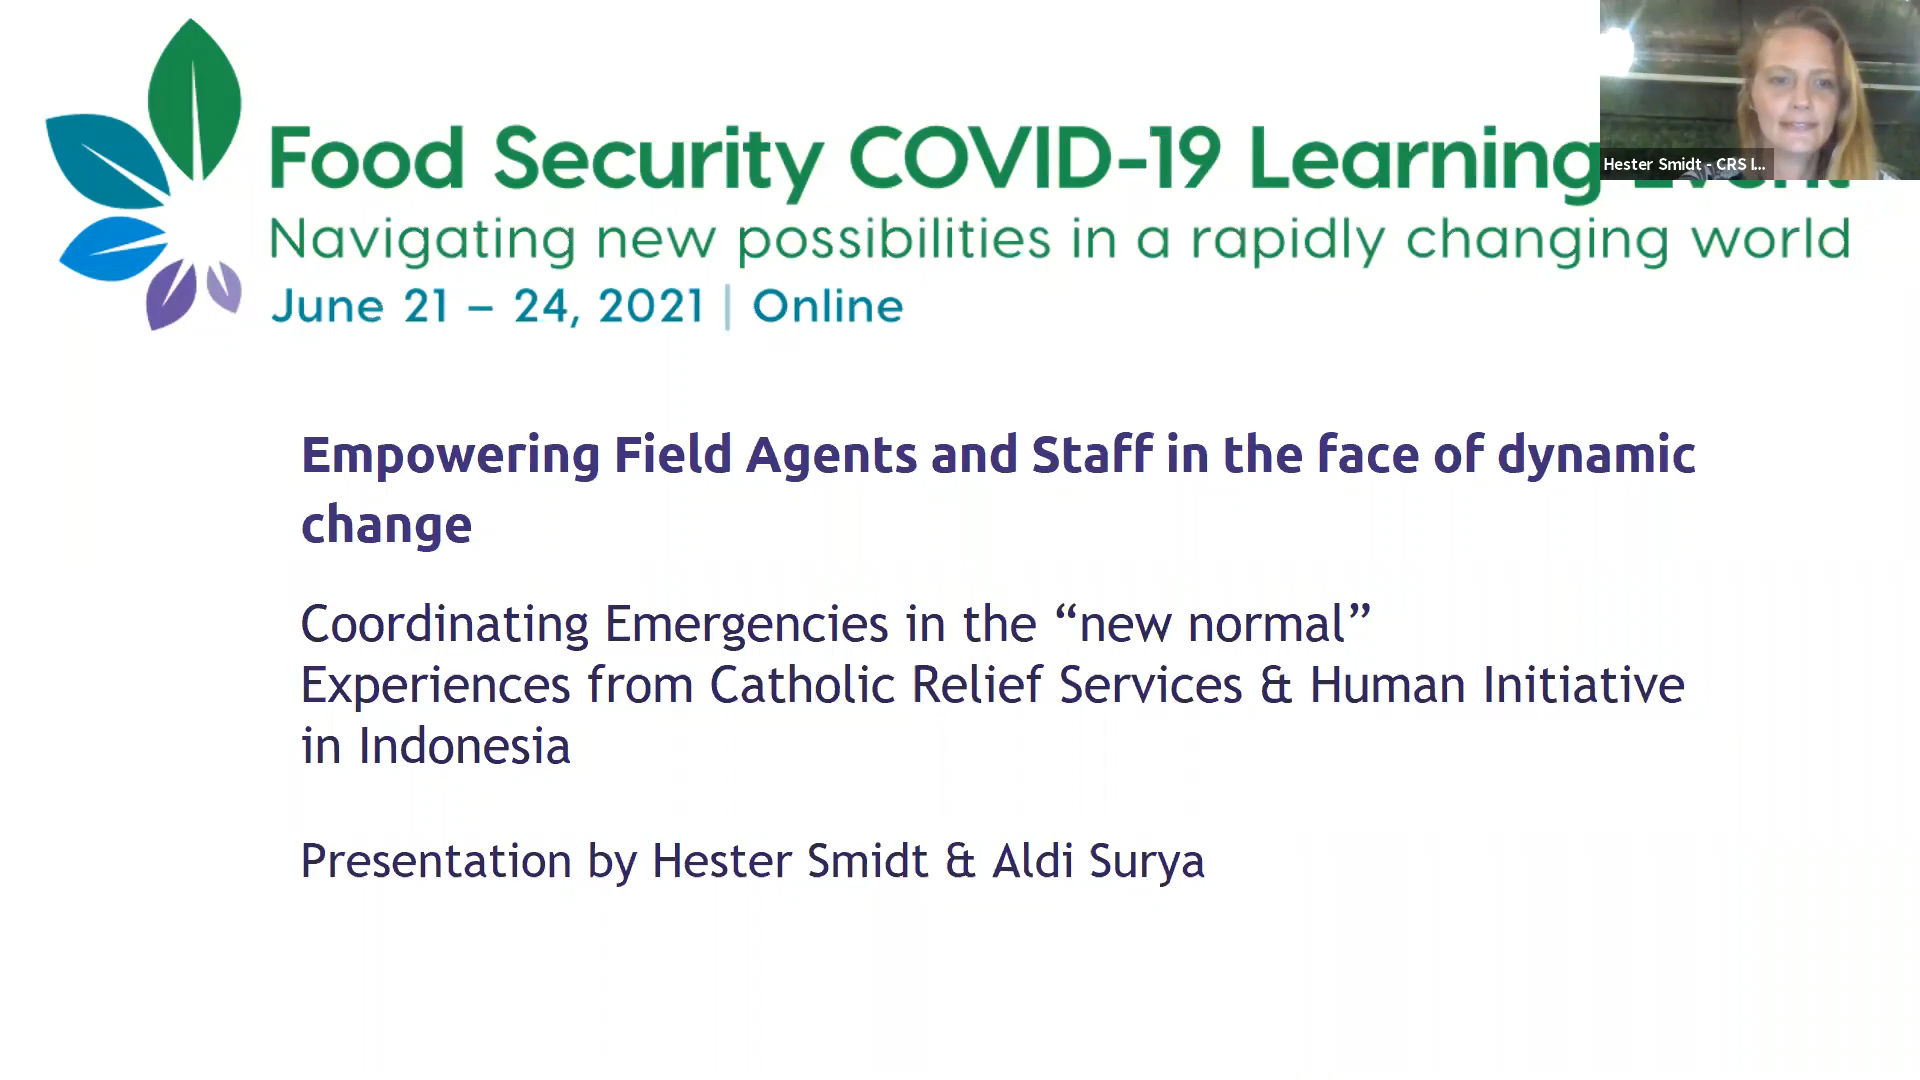 Food Security COVID-19 Learning Event
Hester Smidt - CRS I...
Navigating new possibilities in a rapidly changing world
June 21 – 24, 2021 | Online
Empowering Field Agents and Staff in the face of dynamic
change
Coordinating Emergencies in the “new normal”
Experiences from Catholic Relief Services & Human Initiative
in Indonesia
Presentation by Hester Smidt & Aldi Surya